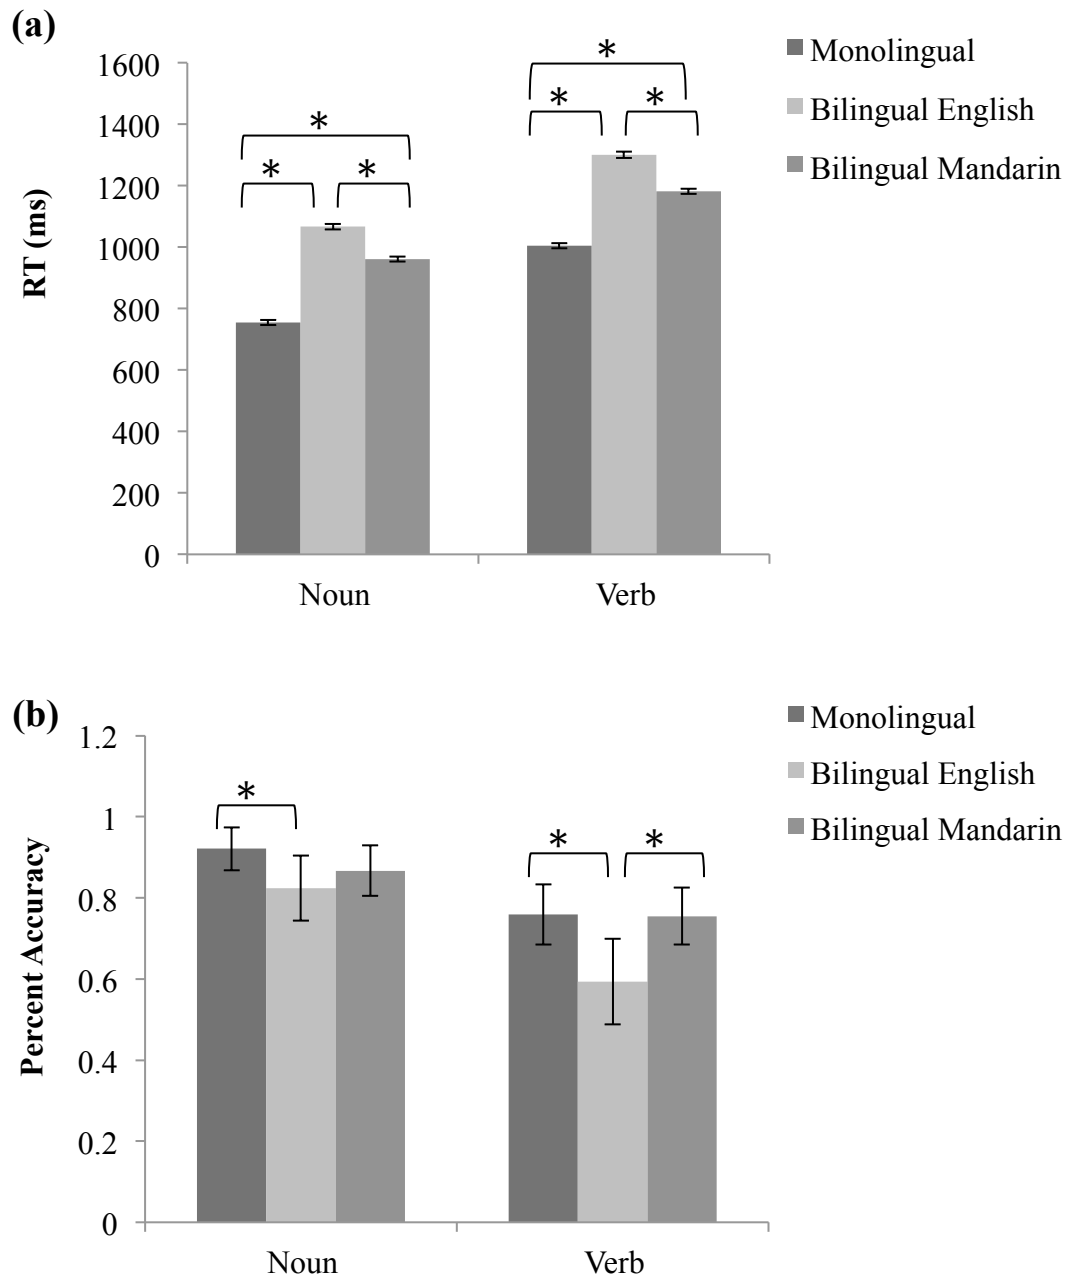 (a)
RT (ms)
1600
1400
1200
1000
800
600
400
200
0
*
*
*
*
*
*
Noun
Verb
Monolingual
Bilingual English
Bilingual Mandarin
(b)
Percent Accuracy
1.2
1
0.8
0.6
0.4
0.2
0
*
*
*
Noun
Verb
Monolingual
Bilingual English
Bilingual Mandarin